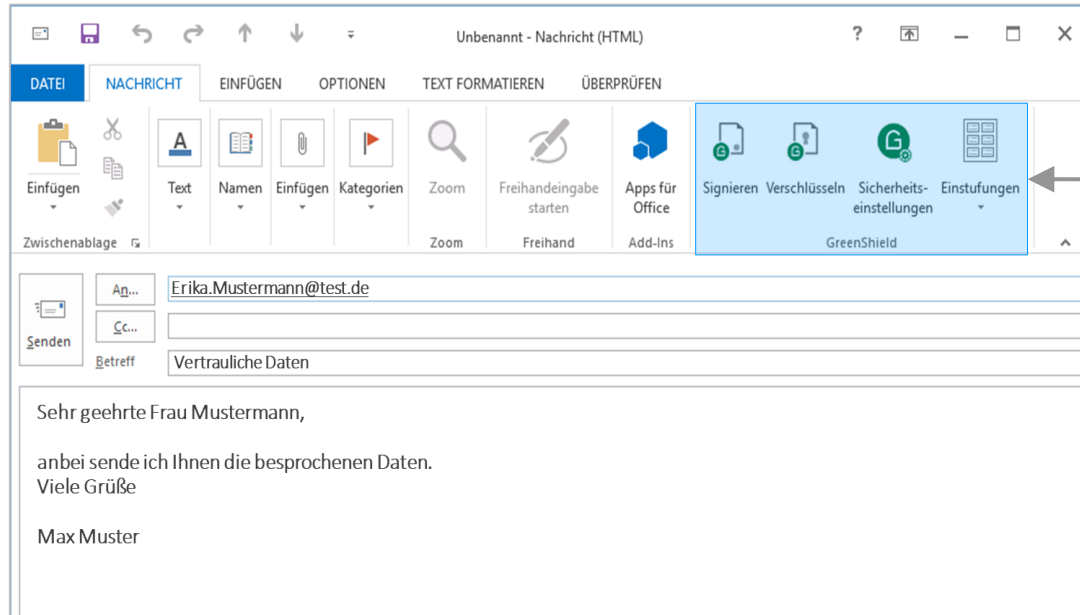 Unbenannt - Nachricht (HTML)
?
DATEI NACHRICHT EINFÜGEN OPTIONEN TEXT FORMATIEREN ÜBERPRÜFEN
Einfügen Text Namen Einfügen Kategorien Zoom Freihandeingabe starten Apps für Office Signieren Verschlüsseln Sicherheits-einstellungen Einstufungen
Zwischenablage Zoom Freihand Add-Ins GreenShield
An... Erika.Mustermann@test.de
Cc...
Senden
Betreff Vertrauliche Daten
Sehr geehrte Frau Mustermann,
anbei sende ich Ihnen die besprochenen Daten.
Viele Grüße
Max Muster